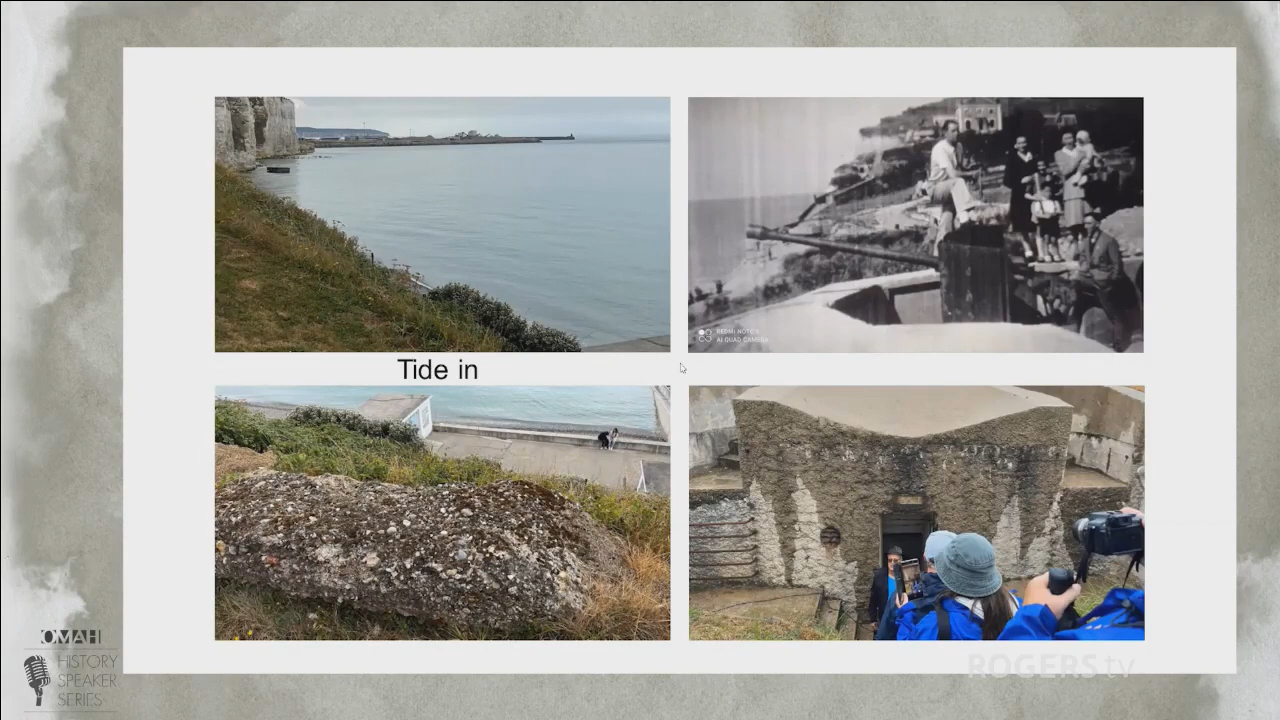 REDMI NOTE 8
AI QUAD CAMERA
Tide in
OMAH
HISTORY
SPEAKER
SERIES
ROGERS tv